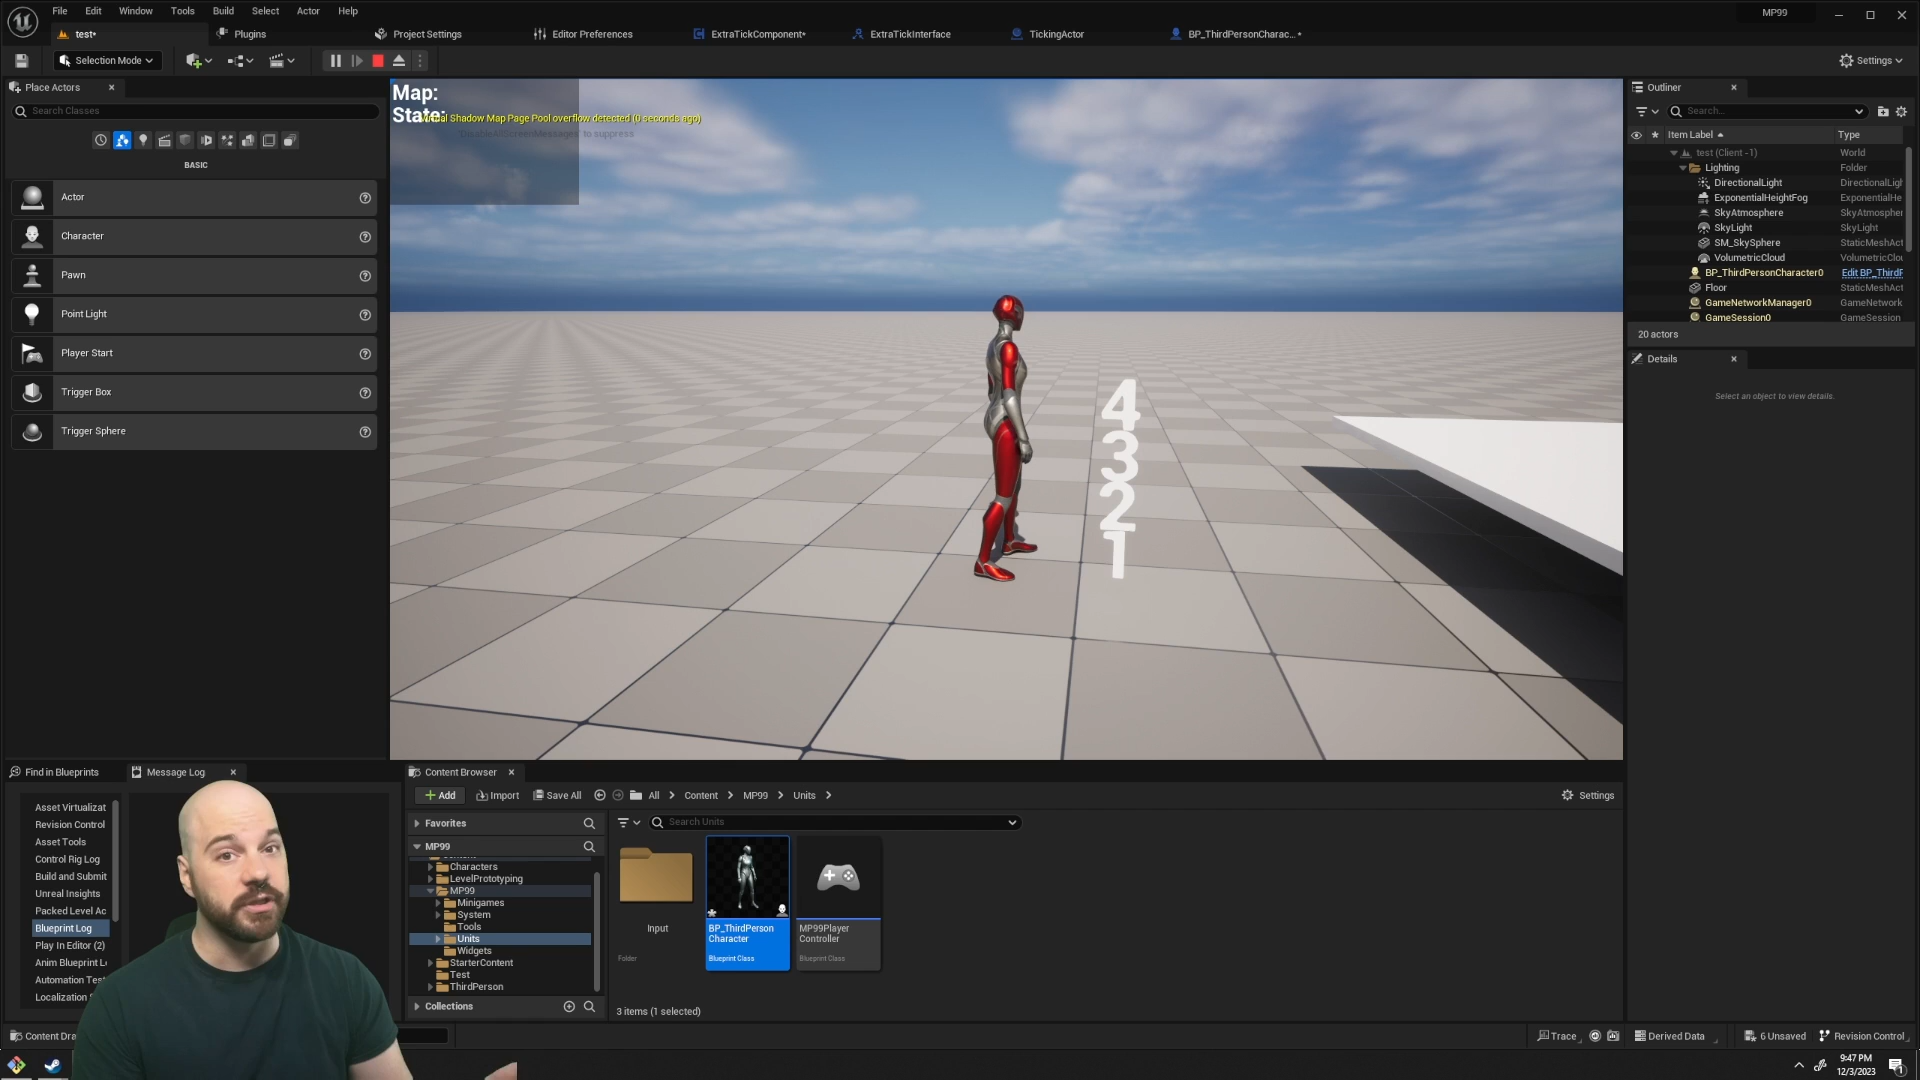 File Edit Window Tools Build Select Actor Help
MP99
test*
Plugins
Project Settings
Editor Preferences
ExtraTickComponent*
ExtraTickInterface
TickingActor
BP_ThirdPersonCharac... *
Selection Mode
Settings
Place Actors
Search Classes
BASIC
Actor
Character
Pawn
Point Light
Player Start
Trigger Box
Trigger Sphere
Map:
State:
Virtual Shadow Map Page Pool overflow detected (0 seconds ago)
'DisableAllScreenMessages' to suppress
4
3
2
1
Outliner
Search...
Item Label Type
test (Client -1) World
Lighting Folder
DirectionalLight DirectionalLigh
ExponentialHeightFog ExponentialHe
SkyAtmosphere SkyAtmospher
SkyLight SkyLight
SM_SkySphere StaticMeshAct
VolumetricCloud VolumetricClou
BP_ThirdPersonCharacter0 Edit BP_ThirdF
Floor StaticMeshAct
GameNetworkManager0 GameNetwork
GameSession0 GameSession
20 actors
Details
Select an object to view details.
Find in Blueprints
Message Log
Asset Virtualizat
Revision Control
Asset Tools
Control Rig Log
Build and Submit
Unreal Insights
Packed Level Ac
Blueprint Log
Play In Editor (2)
Anim Blueprint L
Automation Test
Localization
Content Browser
Add Import Save All All Content MP99 Units
Settings
Favorites
MP99
Characters
LevelPrototyping
MP99
Minigames
System
Tools
Units
Widgets
StarterContent
Test
ThirdPerson
Collections
Search Units
Input
Folder
BP_ThirdPerson
Character
Blueprint Class
MP99Player
Controller
Blueprint Class
3 items (1 selected)
Content Dra
Trace
Derived Data
6 Unsaved
Revision Control
9:47 PM
12/3/2023